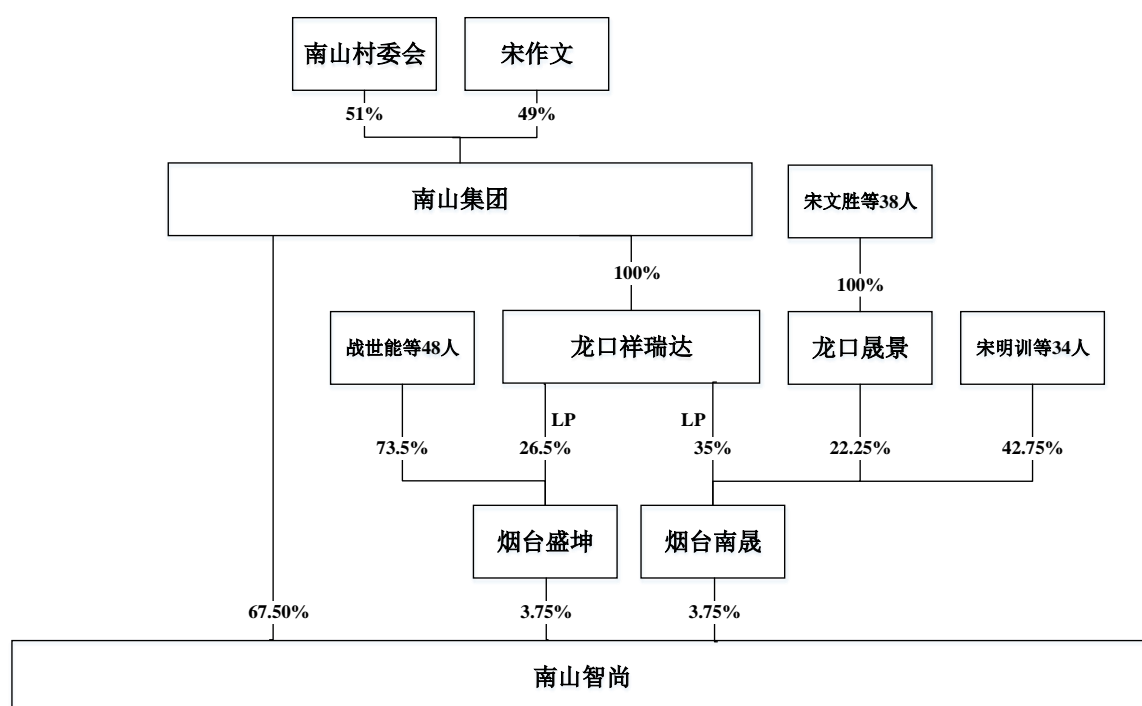 南山村委会
宋作文
51%
49%
南山集团
宋文胜等38人
100%
100%
战世能等48人
龙口祥瑞达
龙口晟景
宋明训等34人
LP
LP
73.5%
26.5%
35%
22.25%
42.75%
烟台盛坤
烟台南晟
67.50%
3.75%
3.75%
南山智尚